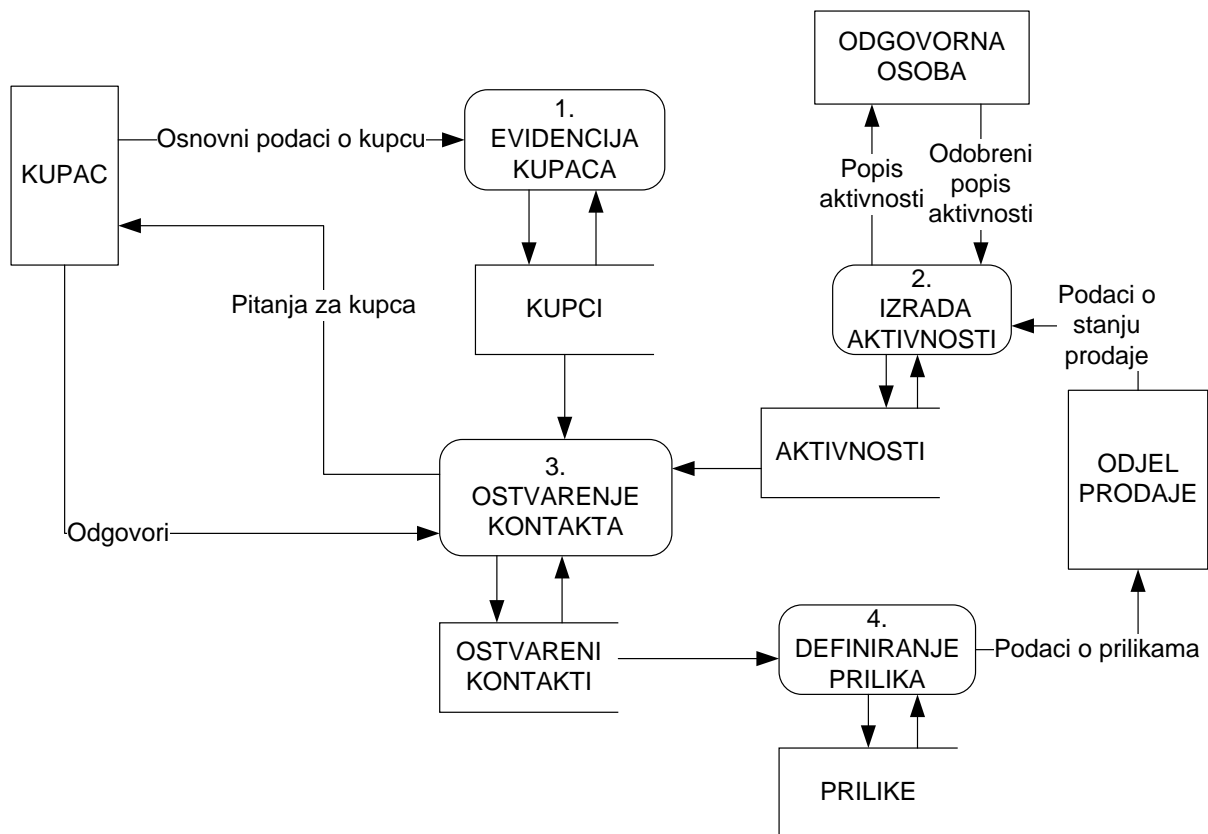 ODGOVORNA
OSOBA
1.
EVIDENCIJA
KUPACA
Osnovni podaci o kupcu
KUPAC
Popis
aktivnosti
Odobreni
popis
aktivnosti
2.
IZRADA
AKTIVNOSTI
Podaci o
stanju
prodaje
Pitanja za kupca
KUPCI
AKTIVNOSTI
ODJEL
PRODAJE
3.
OSTVARENJE
KONTAKTA
Odgovori
OSTVARENI
KONTAKTI
4.
DEFINIRANJE
PRILIKA
Podaci o prilikama
PRILIKE